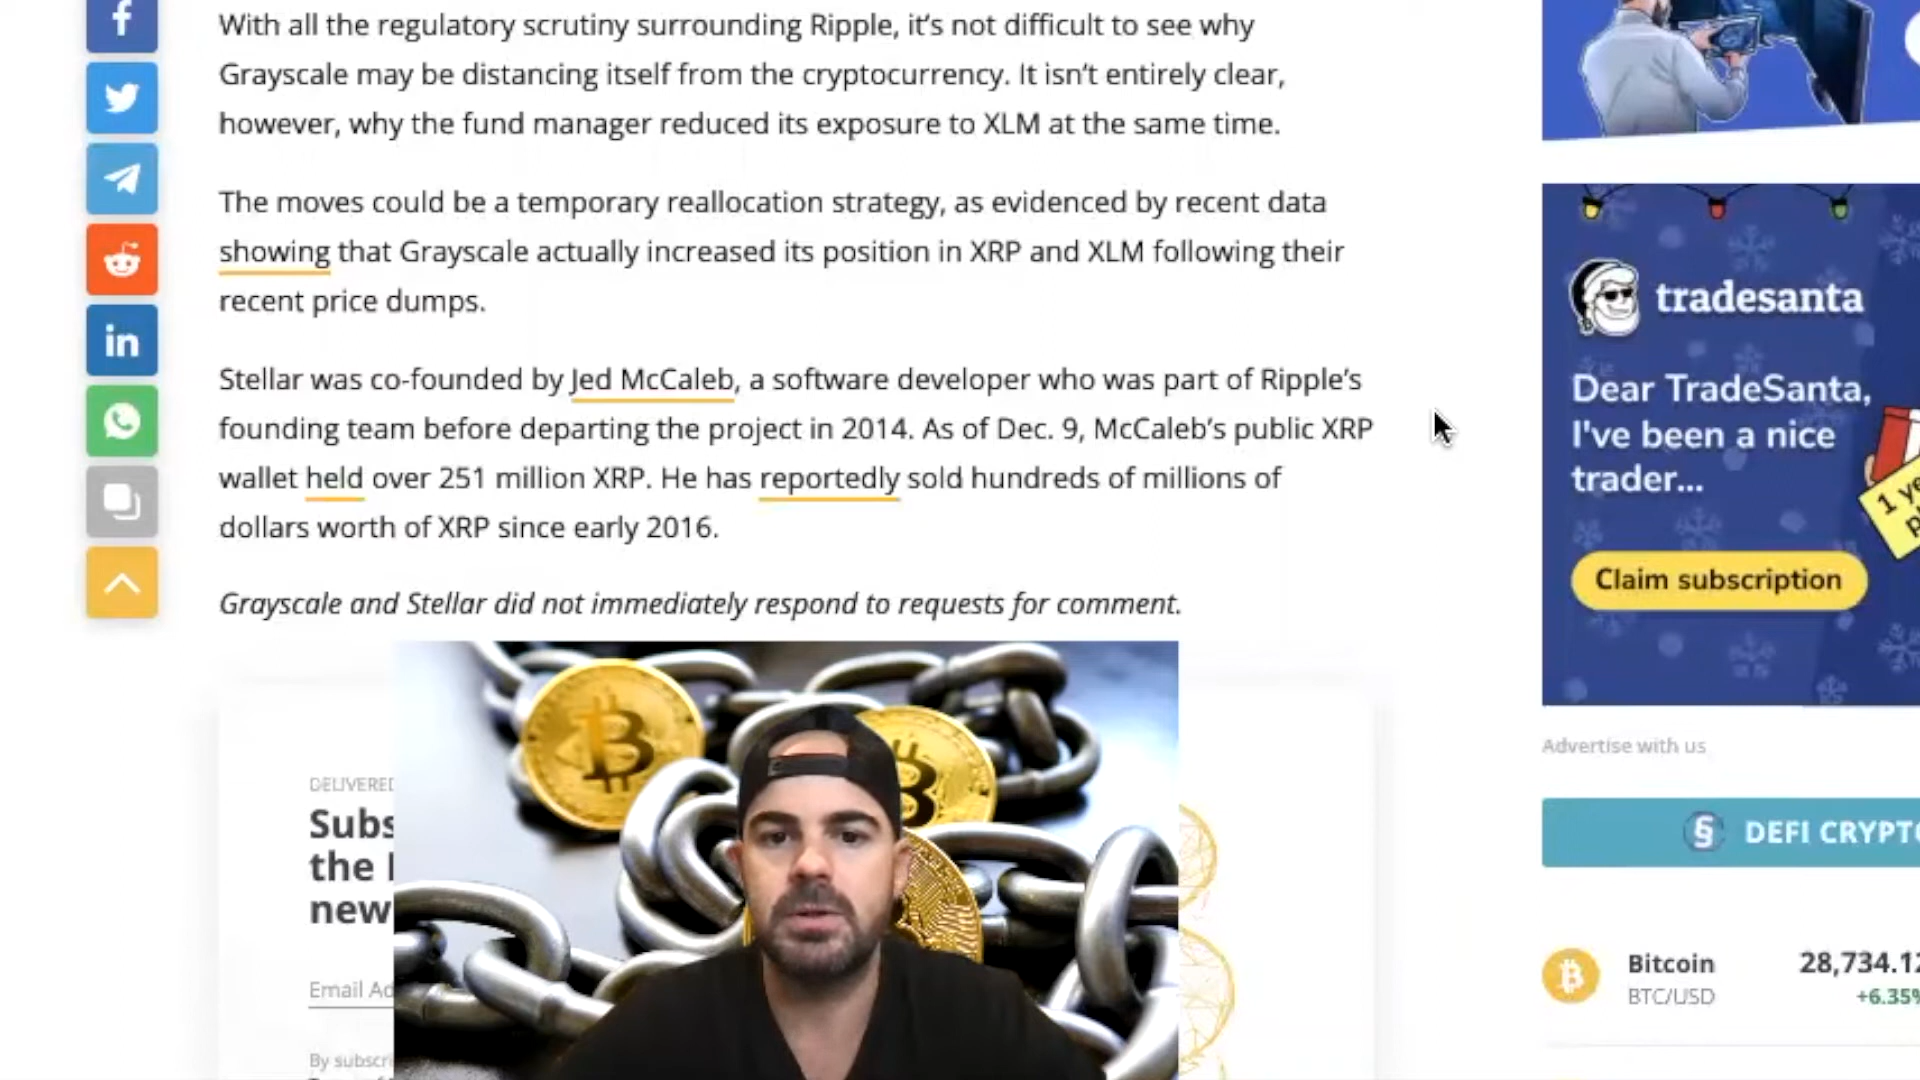 With all the regulatory scrutiny surrounding Ripple, it's not difficult to see why
Grayscale may be distancing itself from the cryptocurrency. It isn't entirely clear,
however, why the fund manager reduced its exposure to XLM at the same time.
The moves could be a temporary reallocation strategy, as evidenced by recent data
showing that Grayscale actually increased its position in XRP and XLM following their
recent price dumps.
Stellar was co-founded by Jed McCaleb, a software developer who was part of Ripple's
founding team before departing the project in 2014. As of Dec. 9, McCaleb's public XRP
wallet held over 251 million XRP. He has reportedly sold hundreds of millions of
dollars worth of XRP since early 2016.
Grayscale and Stellar did not immediately respond to requests for comment.
DELIVERED
Subs
the
new
Email Ad
By subscri
tradesanta
Dear TradeSanta,
I've been a nice
trader...
1 ye
Claim subscription
Advertise with us
DEFI CRYPTO
Bitcoin 28,734.12
BTC/USD +6.35%